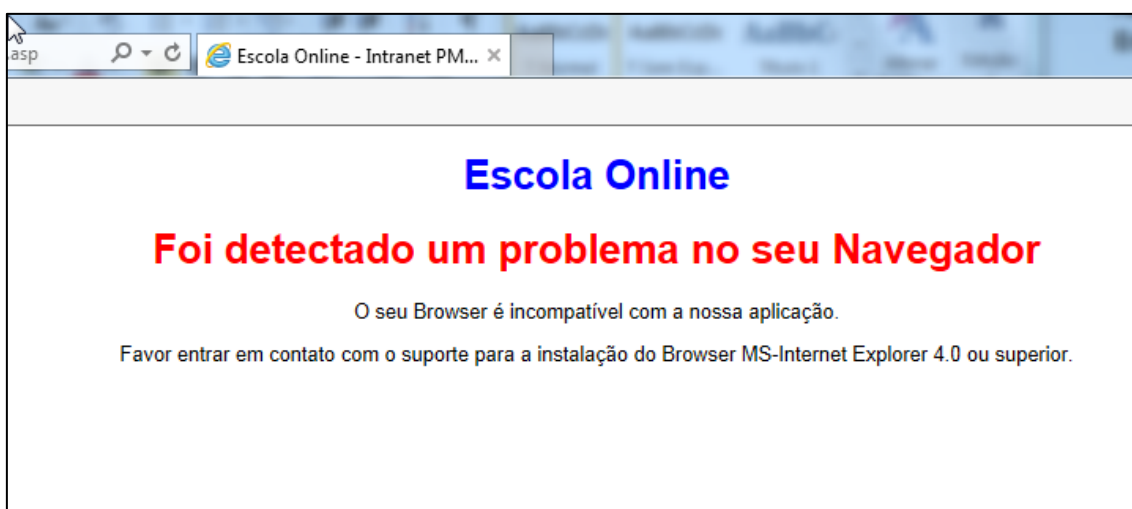 asp
Escola Online - Intranet PM...
Escola Online
Foi detectado um problema no seu Navegador
O seu Browser é incompatível com a nossa aplicação.
Favor entrar em contato com o suporte para a instalação do Browser MS-Internet Explorer 4.0 ou superior.